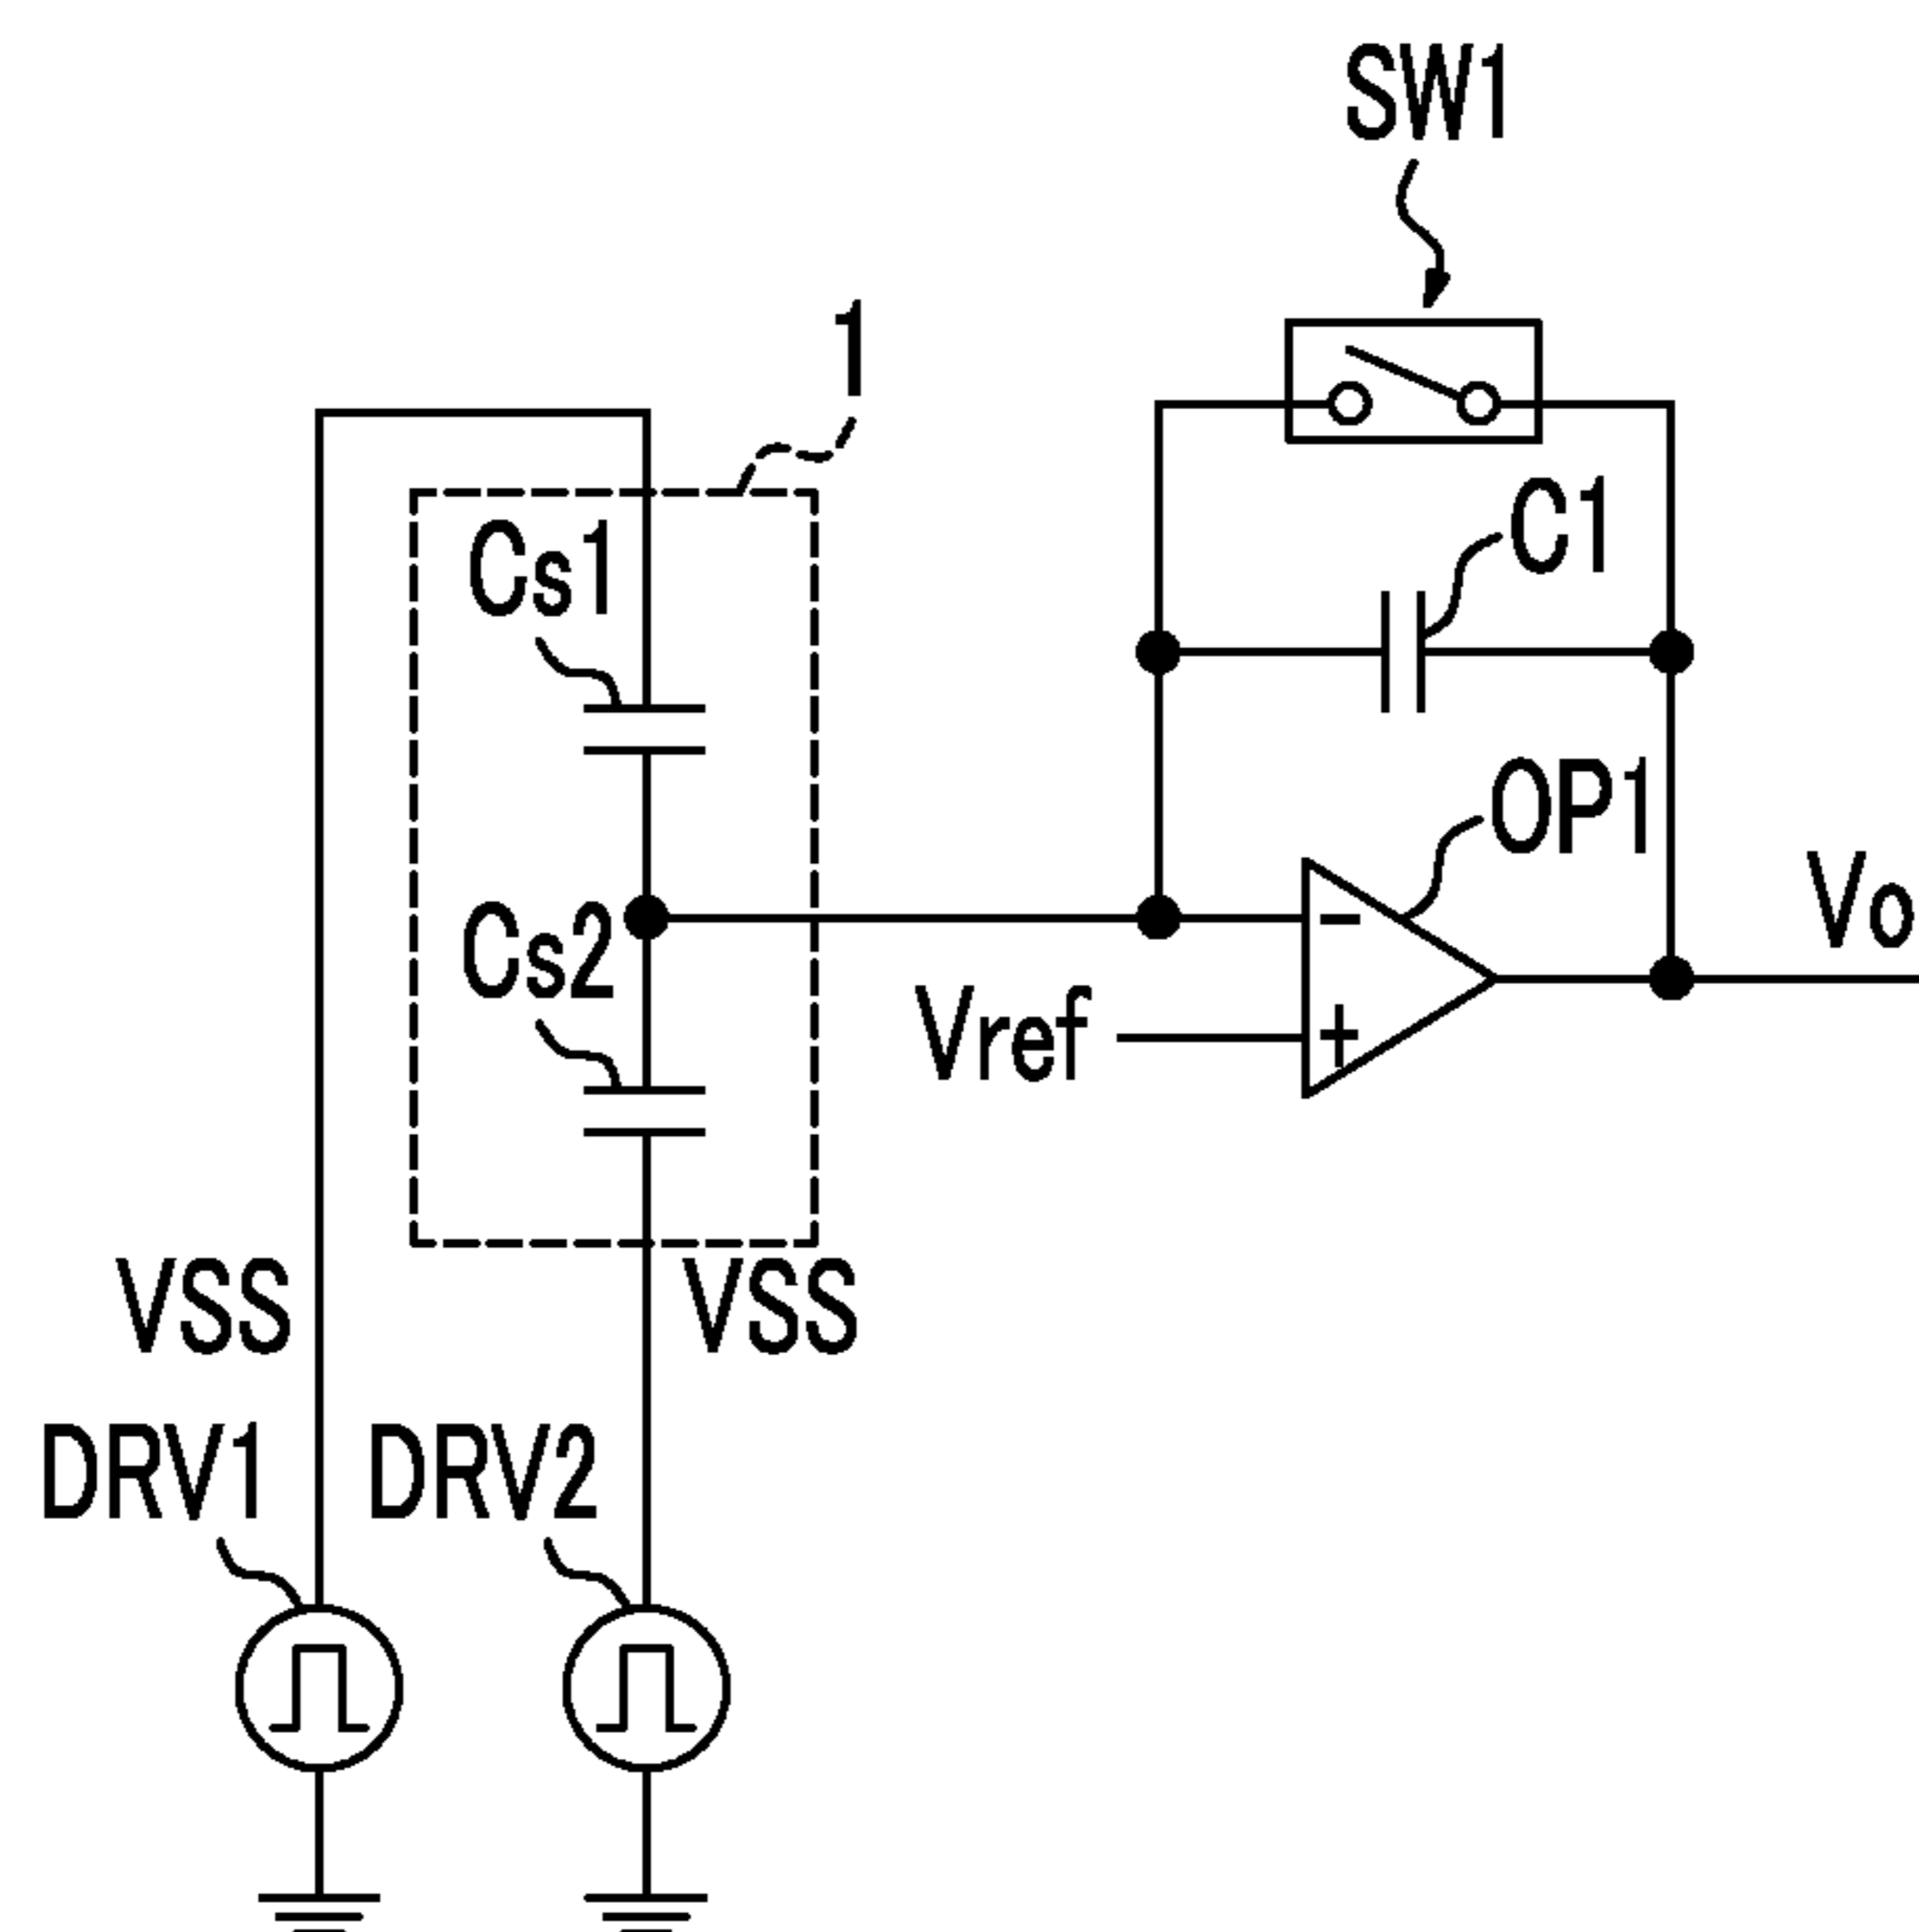 SW1
1
Cs1
C1
OP1
Vo
Cs2
−
Vref
+
VSS
VSS
DRV1
DRV2